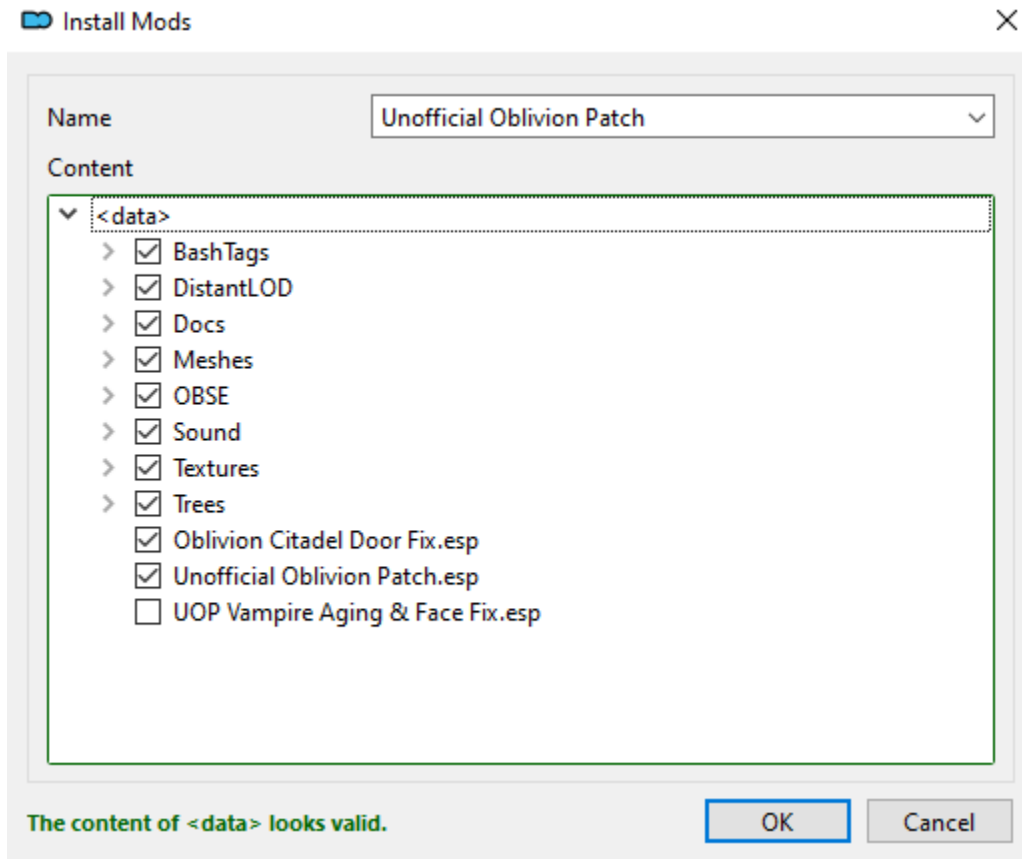 Install Mods
Name
Unofficial Oblivion Patch
Content
<data>
BashTags
DistantLOD
Docs
Meshes
OBSE
Sound
Textures
Trees
Oblivion Citadel Door Fix.esp
Unofficial Oblivion Patch.esp
UOP Vampire Aging & Face Fix.esp
The content of <data> looks valid.
OK
Cancel